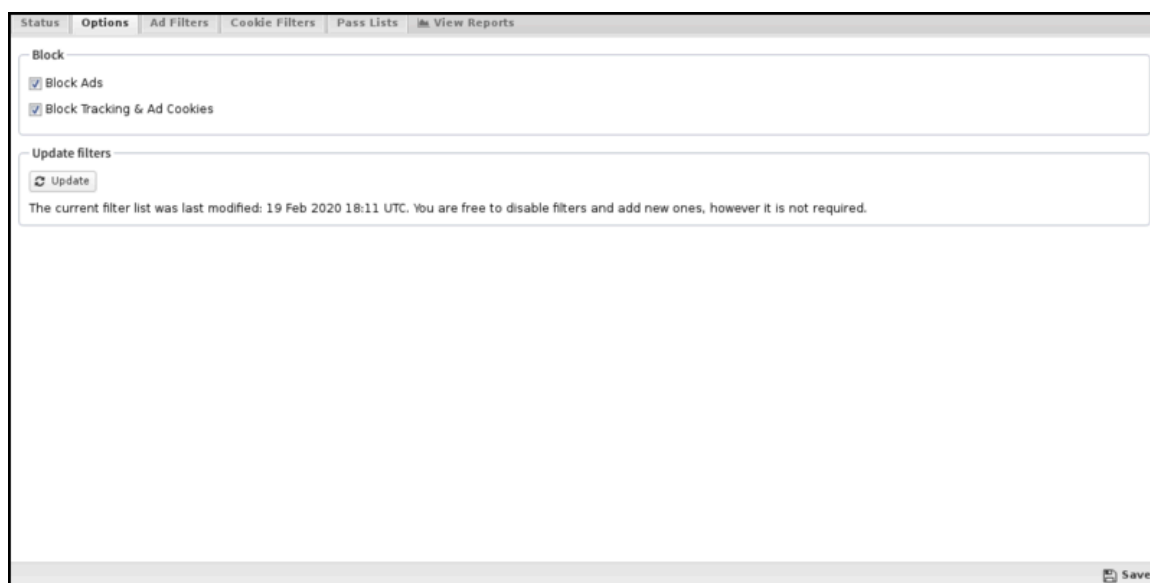 Status Options Ad Filters Cookie Filters Pass Lists View Reports
Block
Block Ads
Block Tracking & Ad Cookies
Update filters
Update
The current filter list was last modified: 19 Feb 2020 18:11 UTC. You are free to disable filters and add new ones, however it is not required.
Save